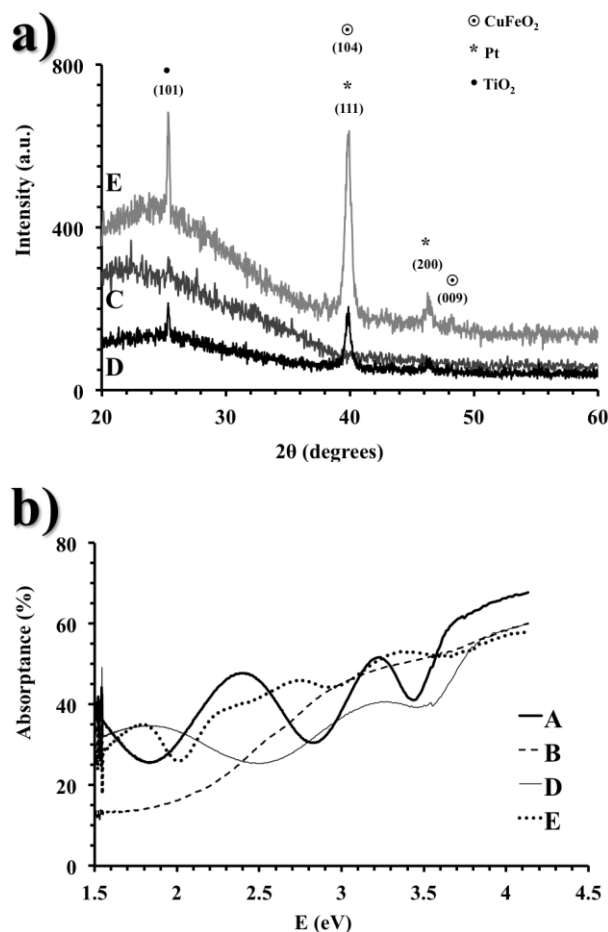 a)
CuFeO₂
Pt
TiO₂
(104)
(101)
(111)
(200)
(009)
E
C
D
800
400
0
Intensity (a.u.)
20 30 40 50 60
2θ (degrees)
b)
80
60
40
20
0
Absorptance (%)
A
B
D
E
1.5 2 2.5 3 3.5 4 4.5
E (eV)